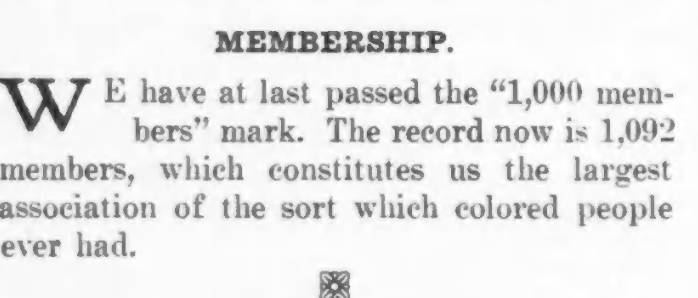 MEMBERSHIP.
WE have at last passed the “1,000 mem-
bers” mark. The record now is 1,092
members, which constitutes us the largest
association of the sort which colored people
ever had.